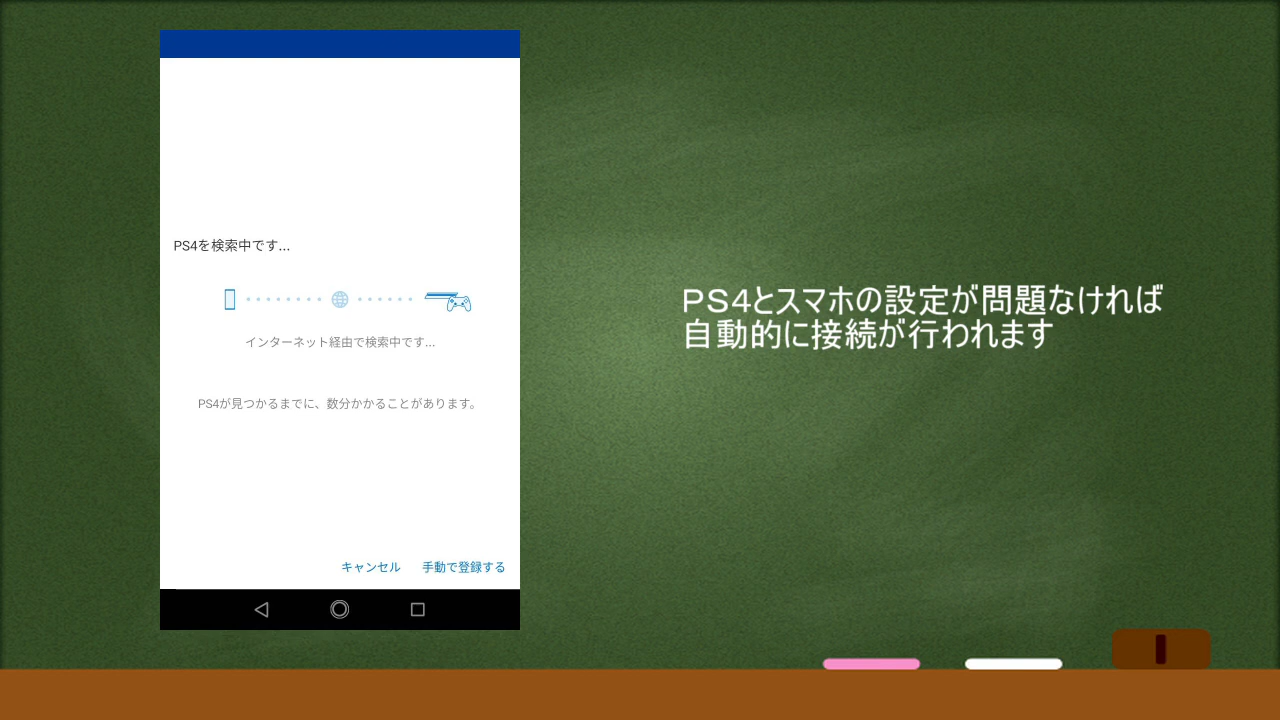 PS4を検索中です...
インターネット経由で検索中です...
PS4が見つかるまでに、数分かかることがあります。
キャンセル 手動で登録する
PS4とスマホの設定が問題なければ
自動的に接続が行われます